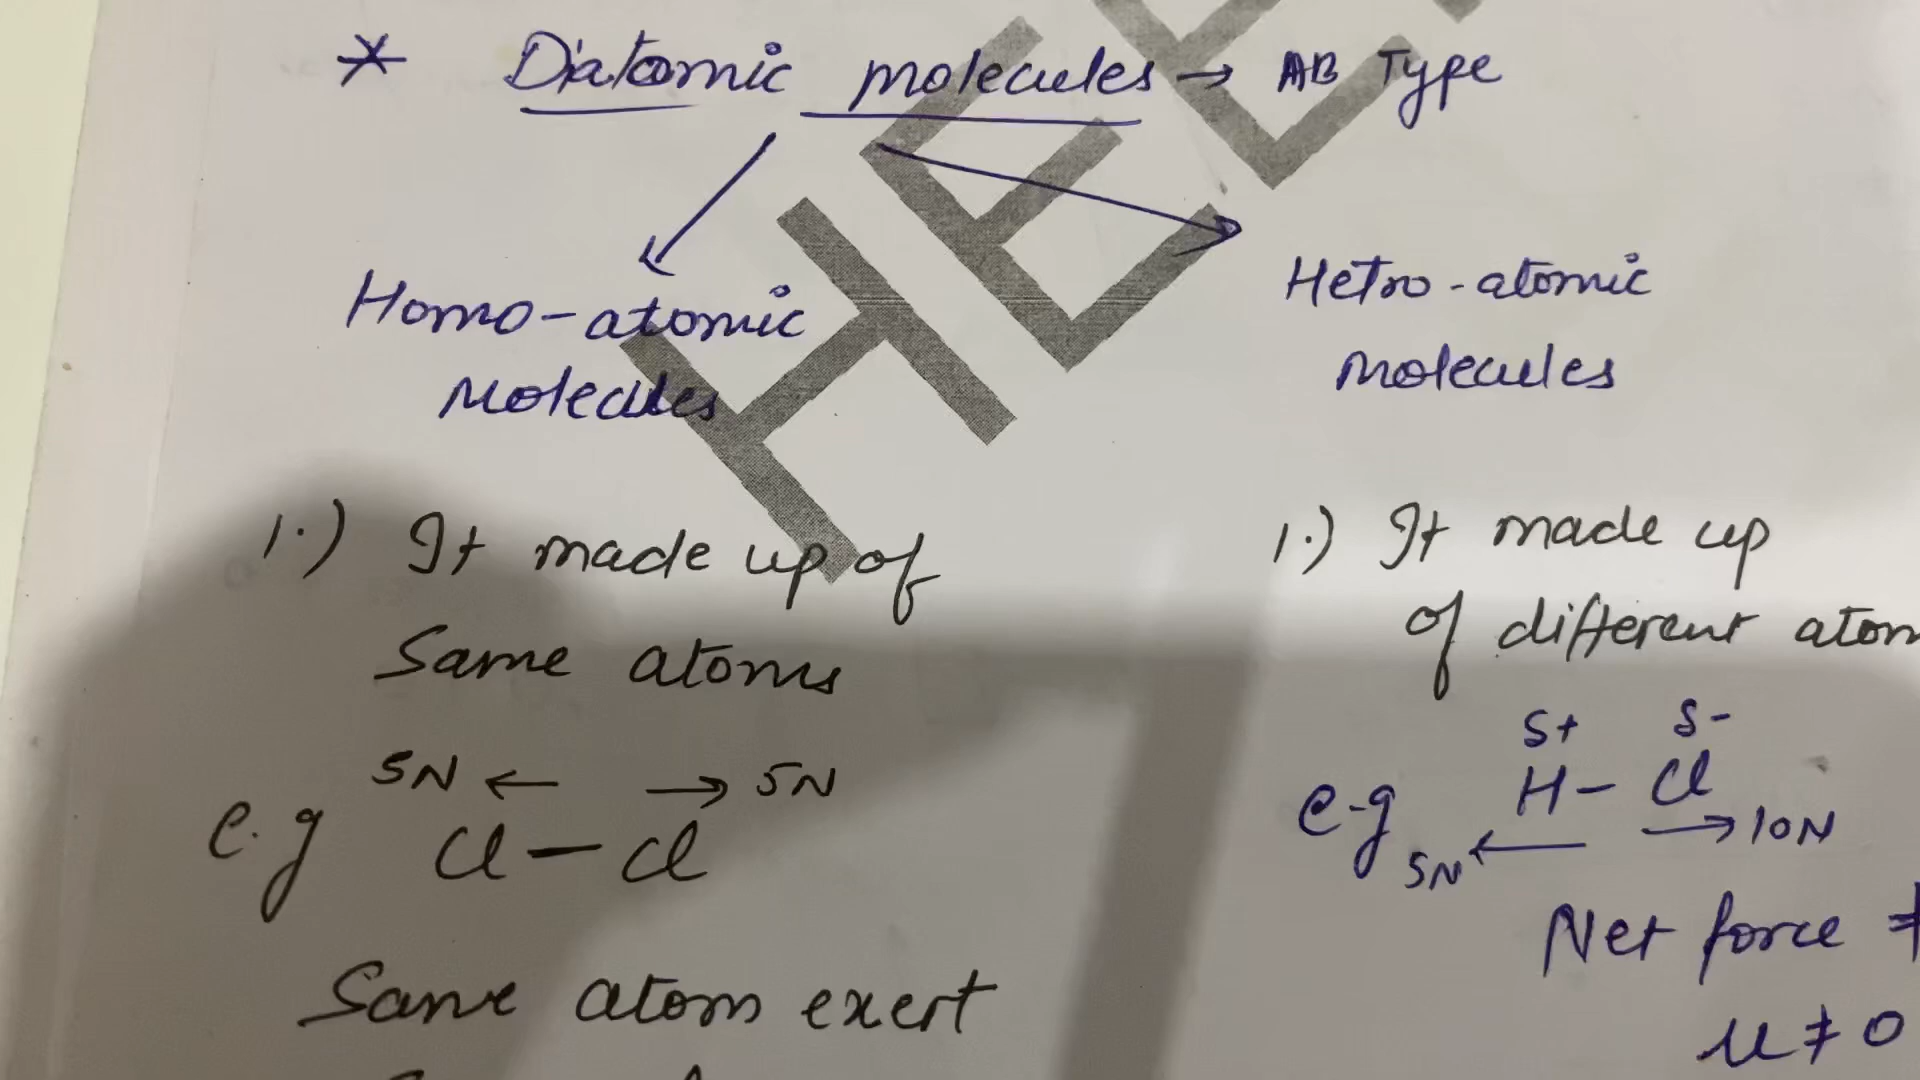 * Diatomic molecules → AB Type
Homo-atomic
Molecules
Hetro-atomic
Molecules
1.) It made up of
Same atoms
e.g 5N ← → 5N
Cl — Cl
Same atom exert
1.) It made up
of different atom
S+ S-
e-g H - Cl
5N ← → 10N
Net force ≠
u ≠ 0
HEE